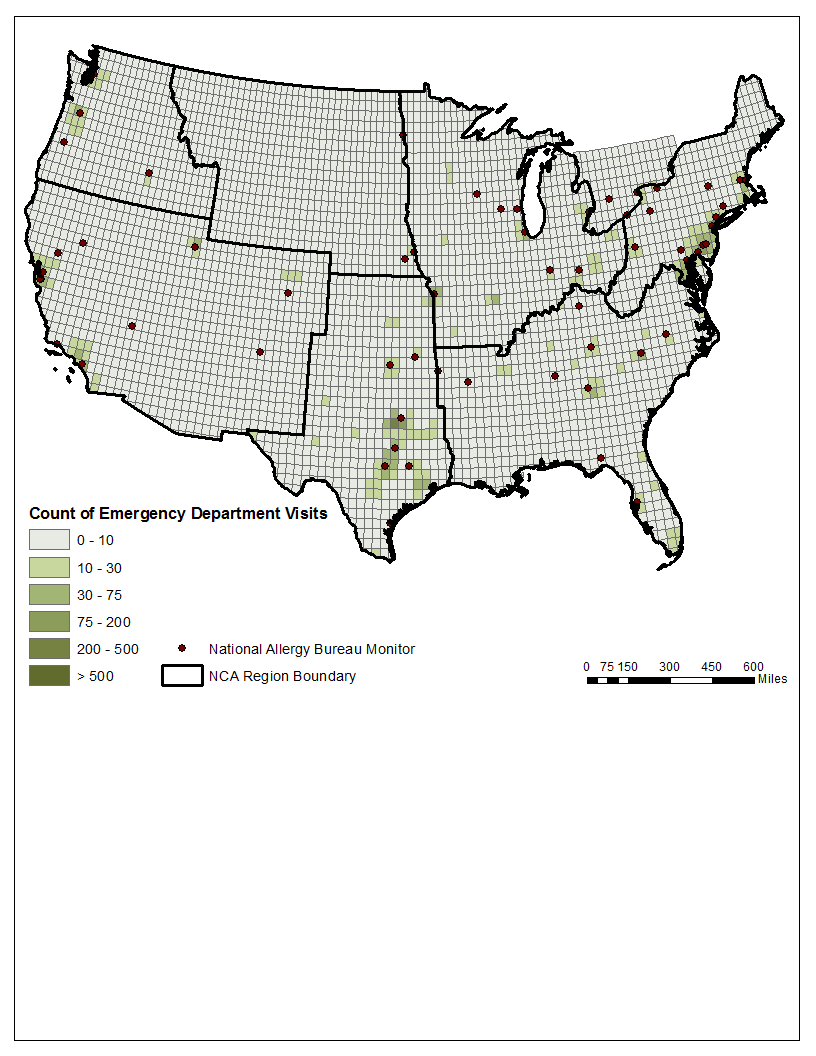 Count of Emergency Department Visits
0 - 10
10 - 30
30 - 75
75 - 200
200 - 500
> 500
National Allergy Bureau Monitor
NCA Region Boundary
0 75 150 300 450 600
Miles